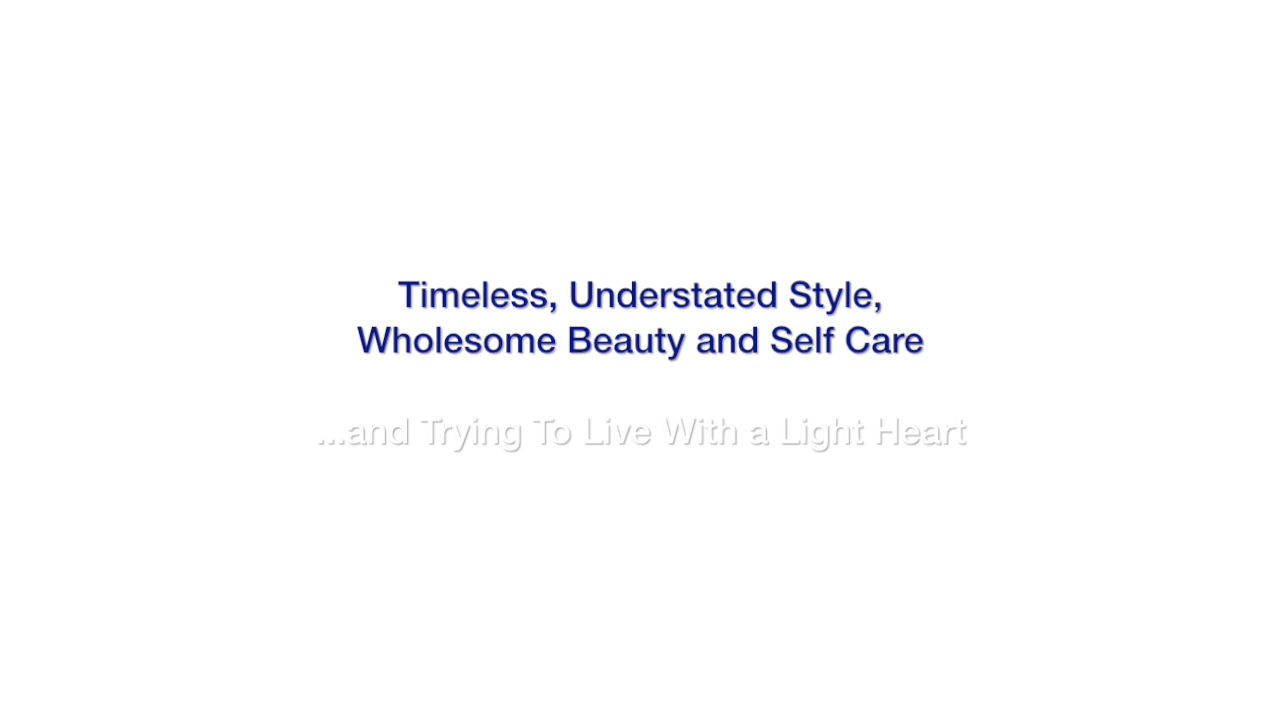 Timeless, Understated Style,
Wholesome Beauty and Self Care
...and Trying To Live With a Light Heart